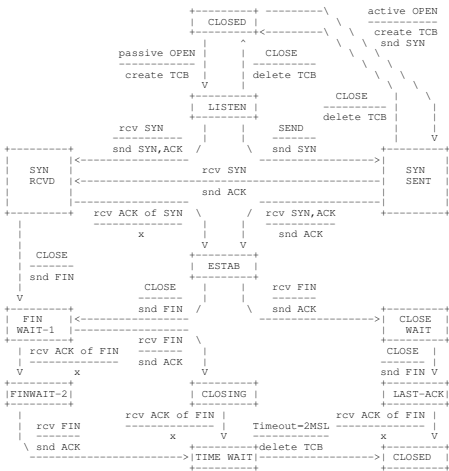 active OPEN
CLOSED
create TCB
snd SYN
passive OPEN CLOSE
create TCB delete TCB
CLOSE
LISTEN
delete TCB
rcv SYN SEND
snd SYN,ACK snd SYN
SYN rcv SYN SYN
RCVD SENT
snd ACK
rcv ACK of SYN rcv SYN,ACK
x snd ACK
CLOSE
snd FIN
ESTAB
CLOSE rcv FIN
snd FIN snd ACK
FIN CLOSE
WAIT-1 WAIT
rcv FIN
rcv ACK of FIN CLOSE
snd ACK
x snd FIN
FINWAIT-2 CLOSING LAST-ACK
rcv ACK of FIN rcv ACK of FIN
rcv FIN Timeout=2MSL
x x
snd ACK delete TCB
TIME WAIT CLOSED